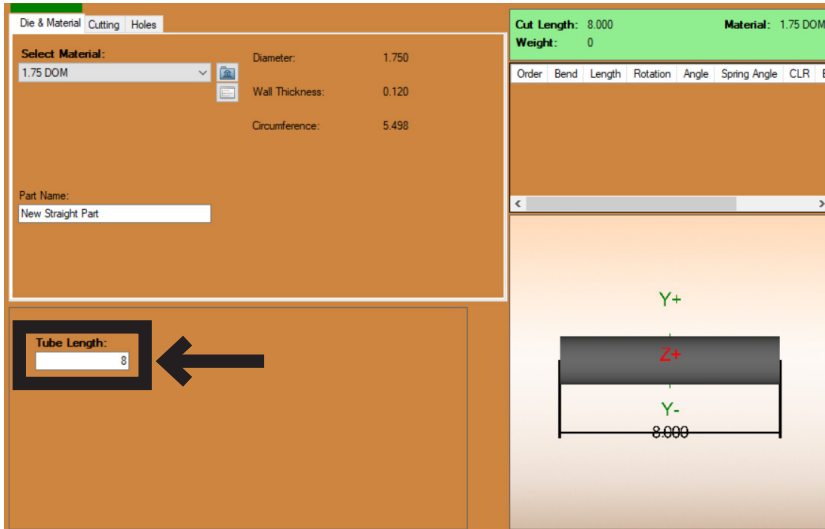 Die & Material Cutting Holes
Select Material:
1.75 DOM
Diameter: 1.750
Wall Thickness: 0.120
Circumference: 5.498
Part Name:
New Straight Part
Tube Length:
8
Cut Length: 8.000 Material: 1.75 DOM
Weight: 0
Order Bend Length Rotation Angle Spring Angle CLR
Y+
Z+
Y-
8.000